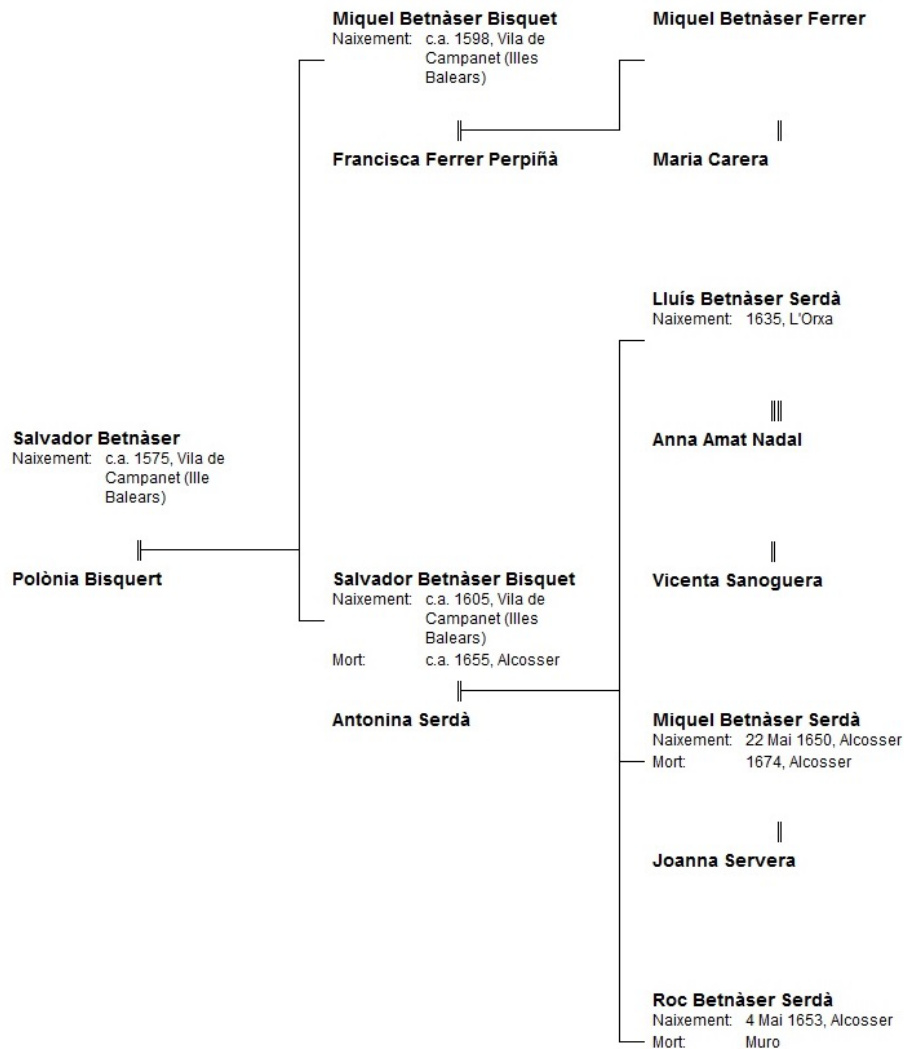 Salvador Betnàser
Naixement: c.a. 1575, Vila de
Campanet (Ille
Balears)
Polònia Bisquert
Miquel Betnàser Bisquet
Naixement: c.a. 1598, Vila de
Campanet (Illes
Balears)
Francisca Ferrer Perpiñà
Salvador Betnàser Bisquet
Naixement: c.a. 1605, Vila de
Campanet (Illes
Balears)
Mort: c.a. 1655, Alcosser
Antonina Serdà
Miquel Betnàser Ferrer
Maria Carera
Lluís Betnàser Serdà
Naixement: 1635, L'Orxa
Anna Amat Nadal
Vicenta Sanoguera
Miquel Betnàser Serdà
Naixement: 22 Mai 1650, Alcosser
Mort: 1674, Alcosser
Joanna Servera
Roc Betnàser Serdà
Naixement: 4 Mai 1653, Alcosser
Mort: Muro